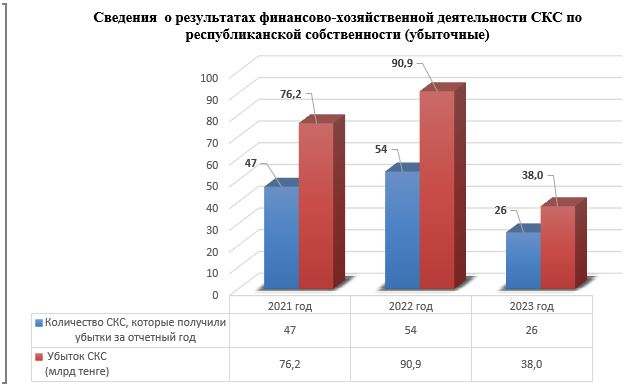 Сведения о результатах финансово-хозяйственной деятельности СКС по
республиканской собственности (убыточные)
100
90
80
70
60
50
40
30
20
10
0
47
76,2
54
90,9
26
38,0
2021 год 2022 год 2023 год
Количество СКС, которые получили
убытки за отчетный год 47 54 26
Убыток СКС
(млрд тенге) 76,2 90,9 38,0